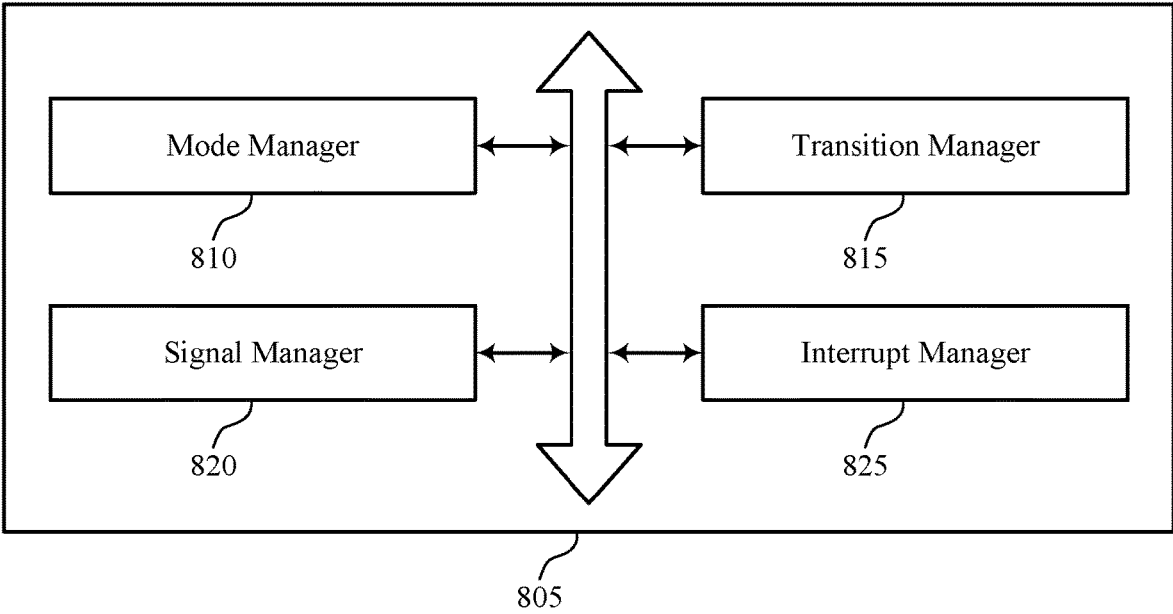 Mode Manager
Transition Manager
810
815
Signal Manager
Interrupt Manager
820
825
805